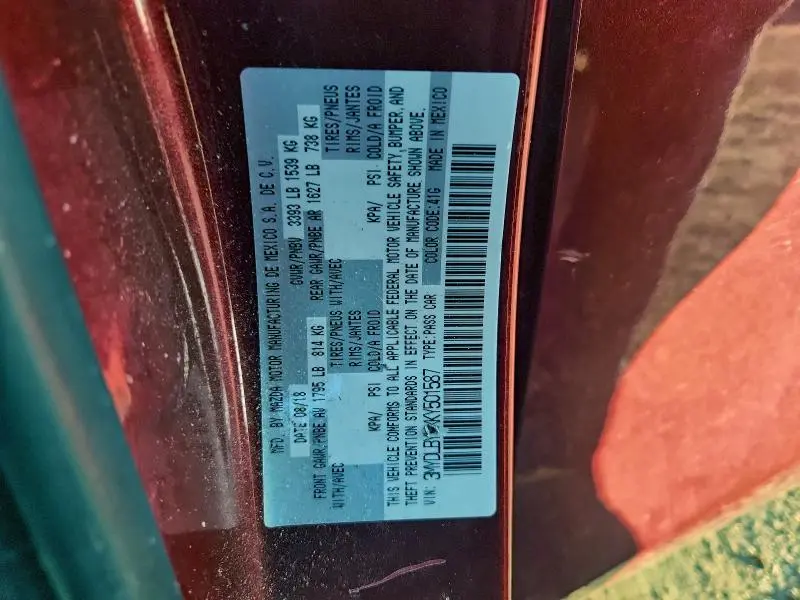 MFD. BY MAZDA MOTOR MANUFACTURING DE MEXICO S.A. DE C.V.
DATE 08/18 GVWR/PNBV 3393 LB 1539 KG
FRONT GAWR/PNBE AV 1795 LB 814 KG REAR GAWR/PNBE AR 1627 LB 738 KG
WITH/AVEC TIRES/PNEUS WITH/AVEC TIRES/PNEUS
RIMS/JANTES RIMS/JANTES
KPA/ PSI COLD/A FROID KPA/ PSI. COLD/A FROID
THIS VEHICLE CONFORMS TO ALL APPLICABLE FEDERAL MOTOR VEHICLE SAFETY, BUMPER, AND
THEFT PREVENTION STANDARDS IN EFFECT ON THE DATE OF MANUFACTURE SHOWN ABOVE.
VIN: TYPE:PASS CAR COLOR CODE:41G MADE IN MEXICO